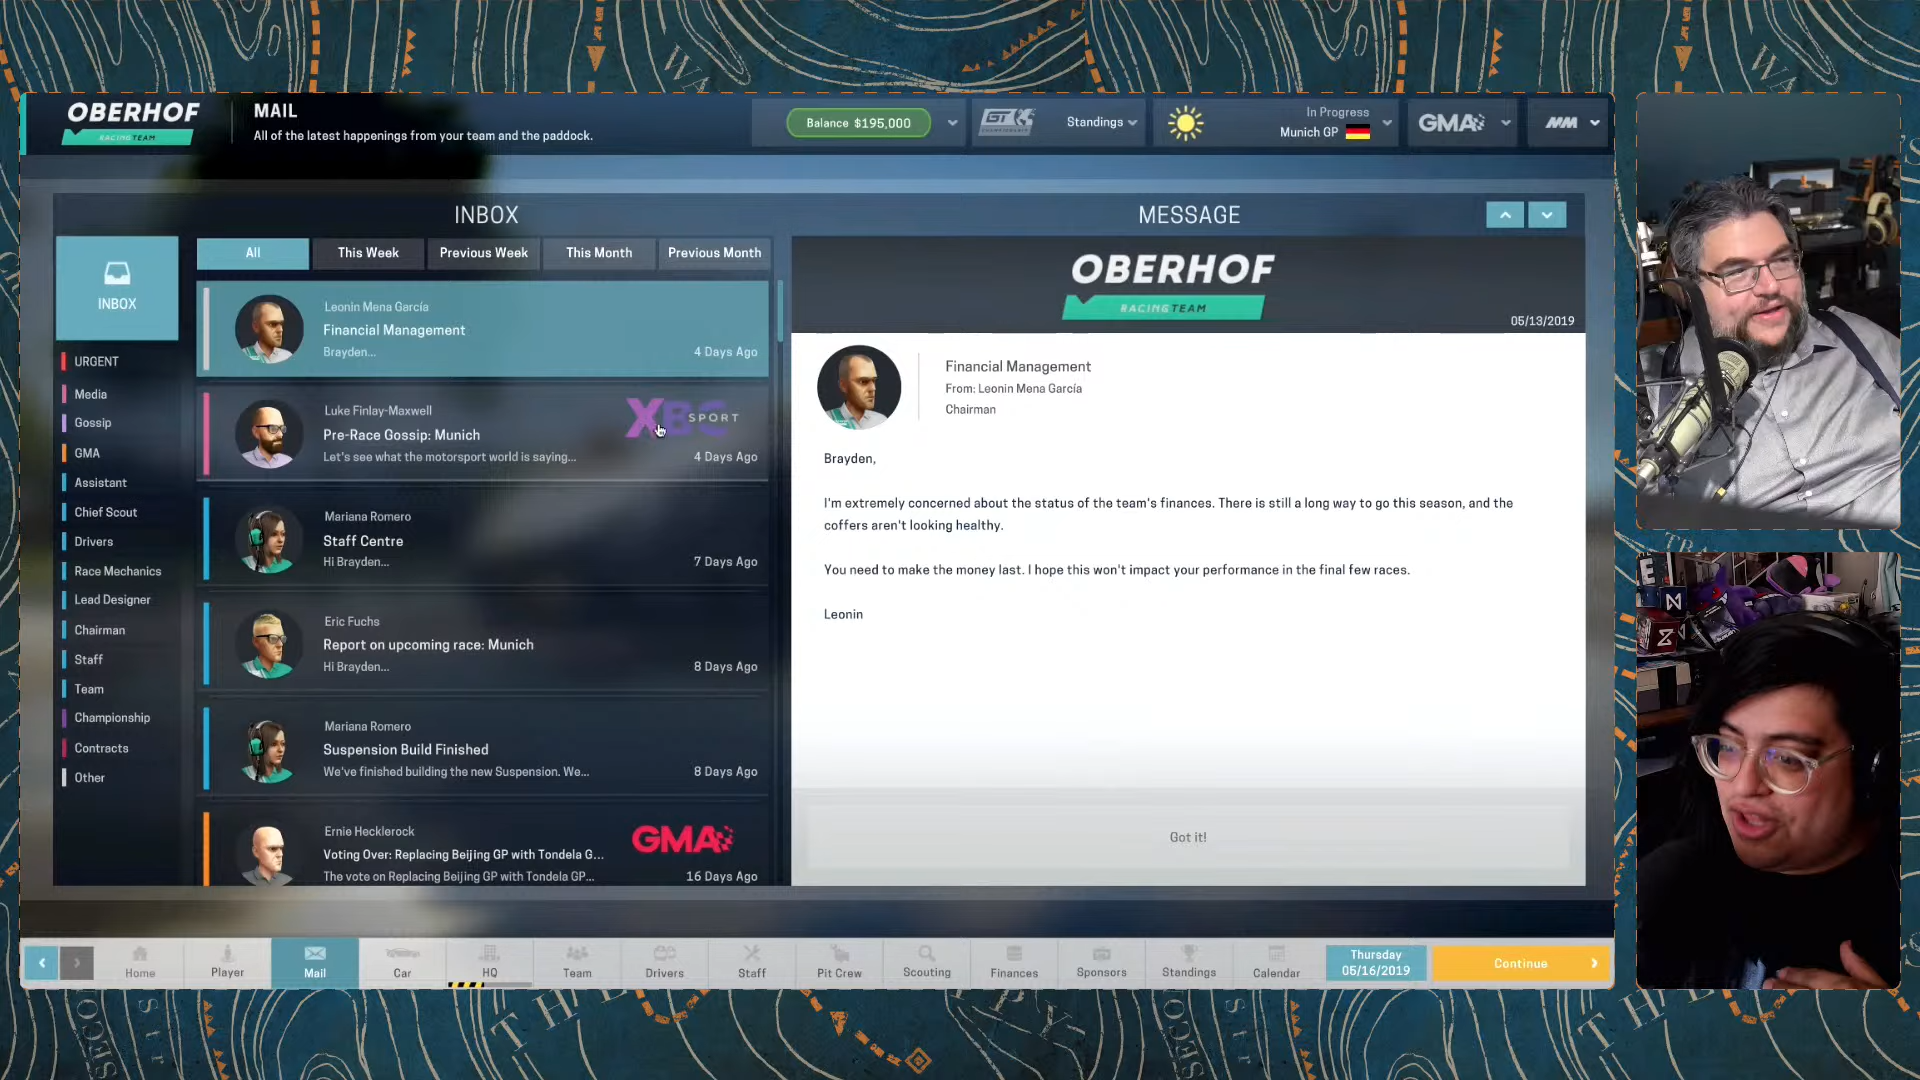 OBERHOF
RACING TEAM
MAIL
All of the latest happenings from your team and the paddock.
Balance $195,000
GT
CHAMPIONSHIP
Standings
In Progress
Munich GP
GMA
MM
INBOX
MESSAGE
INBOX
URGENT
Media
Gossip
GMA
Assistant
Chief Scout
Drivers
Race Mechanics
Lead Designer
Chairman
Staff
Team
Championship
Contracts
Other
All
This Week
Previous Week
This Month
Previous Month
Leonin Mena García
Financial Management
Brayden...
4 Days Ago
Luke Finlay-Maxwell
Pre-Race Gossip: Munich
Let's see what the motorsport world is saying...
4 Days Ago
XBC SPORT
Mariana Romero
Staff Centre
Hi Brayden...
7 Days Ago
Eric Fuchs
Report on upcoming race: Munich
Hi Brayden...
8 Days Ago
Mariana Romero
Suspension Build Finished
We've finished building the new Suspension. We...
8 Days Ago
Ernie Hecklerock
Voting Over: Replacing Beijing GP with Tondela G...
The vote on Replacing Beijing GP with Tondela GP...
16 Days Ago
GMA
OBERHOF
RACING TEAM
05/13/2019
Financial Management
From: Leonin Mena García
Chairman
Brayden,
I'm extremely concerned about the status of the team's finances. There is still a long way to go this season, and the
coffers aren't looking healthy.
You need to make the money last. I hope this won't impact your performance in the final few races.
Leonin
Got it!
Home
Player
Mail
Car
HQ
Team
Drivers
Staff
Pit Crew
Scouting
Finances
Sponsors
Standings
Calendar
Thursday
05/16/2019
Continue